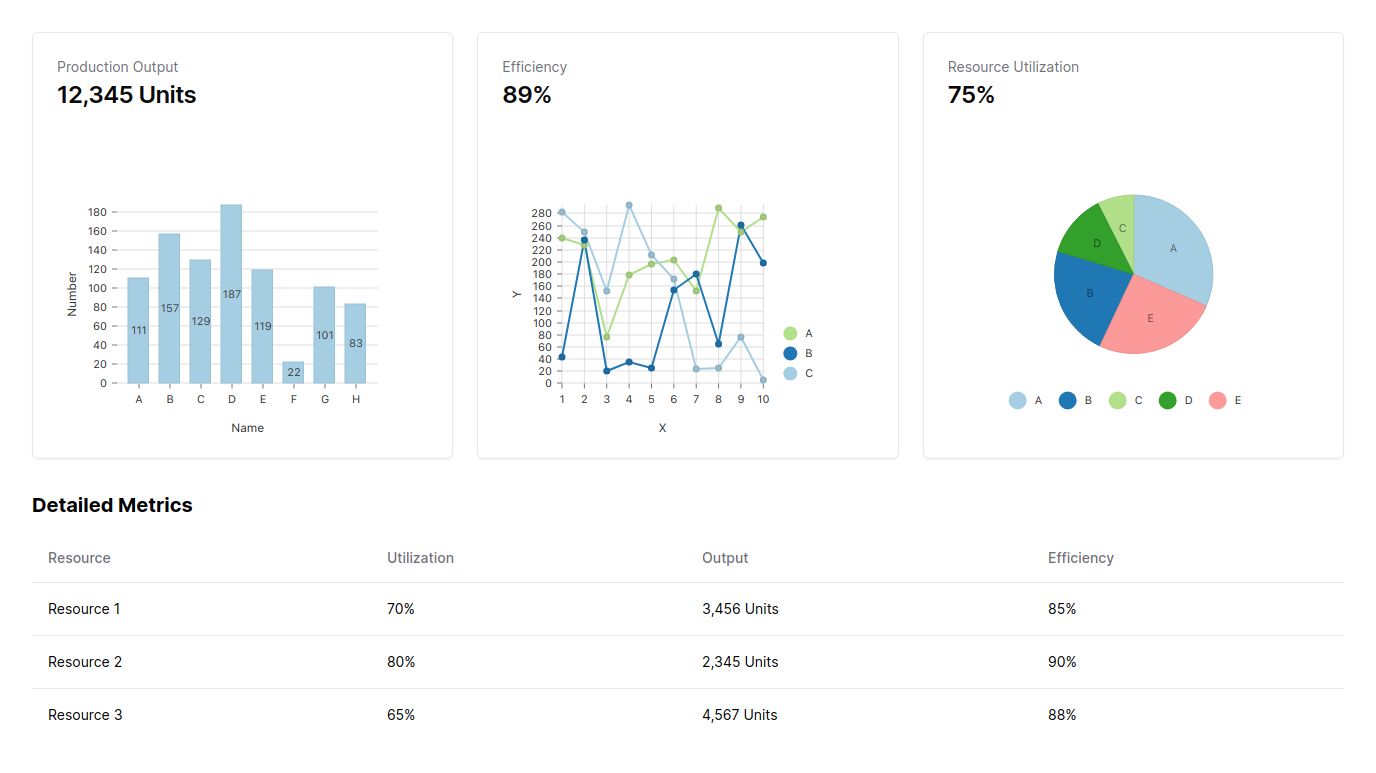 Production Output
12,345 Units
180
160
140
120
100
80
60
40
20
0
Number
111
157
129
187
119
22
101
83
A B C D E F G H
Name
Efficiency
89%
280
260
240
220
200
180
160
140
120
100
80
60
40
20
0
Y
1 2 3 4 5 6 7 8 9 10
X
A
B
C
Resource Utilization
75%
C
A
D
B
E
A B C D E
Detailed Metrics
Resource Utilization Output Efficiency
Resource 1 70% 3,456 Units 85%
Resource 2 80% 2,345 Units 90%
Resource 3 65% 4,567 Units 88%